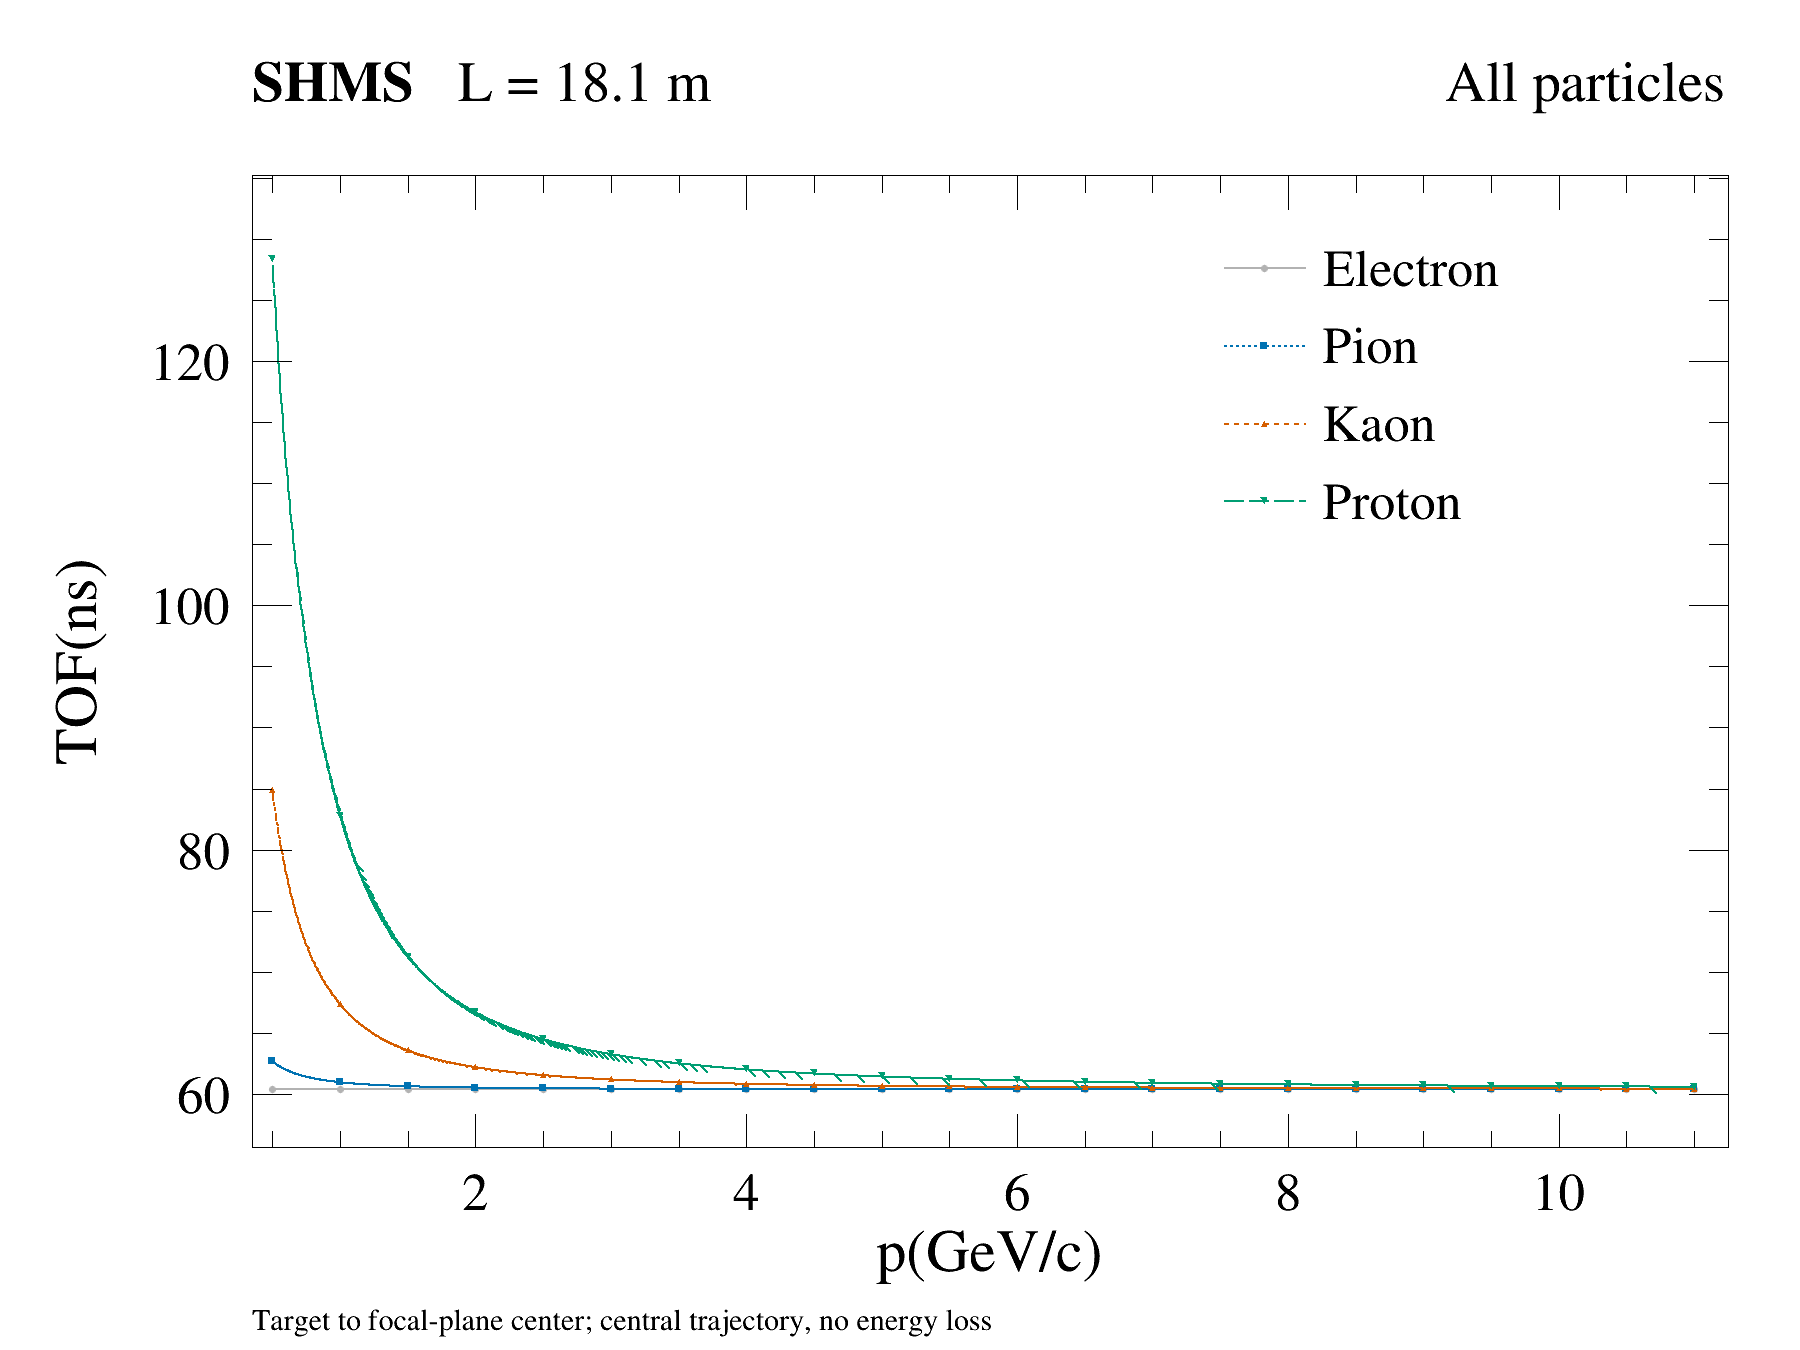 SHMS L = 18.1 m
All particles
Electron
Pion
Kaon
Proton
TOF(ns)
120
100
80
60
2 4 6 8 10
p(GeV/c)
Target to focal-plane center; central trajectory, no energy loss